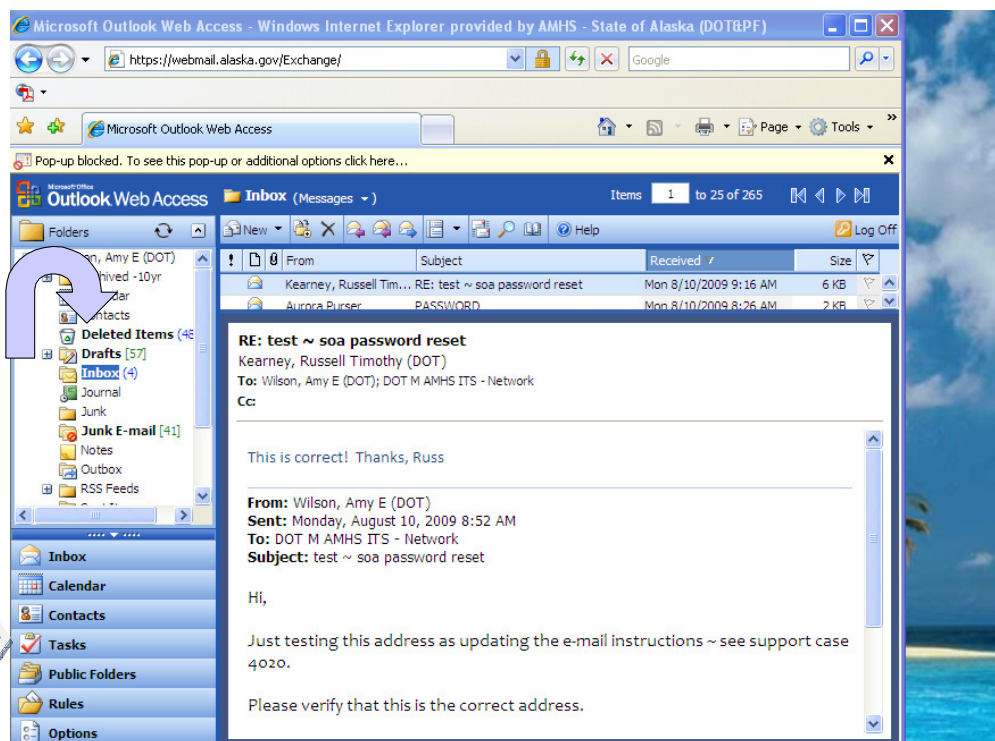 Microsoft Outlook Web Access - Windows Internet Explorer provided by AMHS - State of Alaska (DOT&PF)
https://webmail.alaska.gov/Exchange/
Google
Microsoft Outlook Web Access
Page
Tools
Pop-up blocked. To see this pop-up or additional options click here...
Microsoft Office
Outlook Web Access
Inbox (Messages)
Items 1 to 25 of 265
Folders
New
Help
Log Off
on, Amy E (DOT)
hived -10yr
dar
ntacts
Deleted Items (48
Drafts [57]
Inbox (4)
Journal
Junk
Junk E-mail [41]
Notes
Outbox
RSS Feeds
From Subject Received Size
Kearney, Russell Tim... RE: test ~ soa password reset Mon 8/10/2009 9:16 AM 6 KB
Aurora Purser PASSWORD Mon 8/10/2009 8:26 AM 2 KB
RE: test ~ soa password reset
Kearney, Russell Timothy (DOT)
To: Wilson, Amy E (DOT); DOT M AMHS ITS - Network
Cc:
This is correct! Thanks, Russ
From: Wilson, Amy E (DOT)
Sent: Monday, August 10, 2009 8:52 AM
To: DOT M AMHS ITS - Network
Subject: test ~ soa password reset
Hi,
Just testing this address as updating the e-mail instructions ~ see support case
4020.
Please verify that this is the correct address.
Inbox
Calendar
Contacts
Tasks
Public Folders
Rules
Options